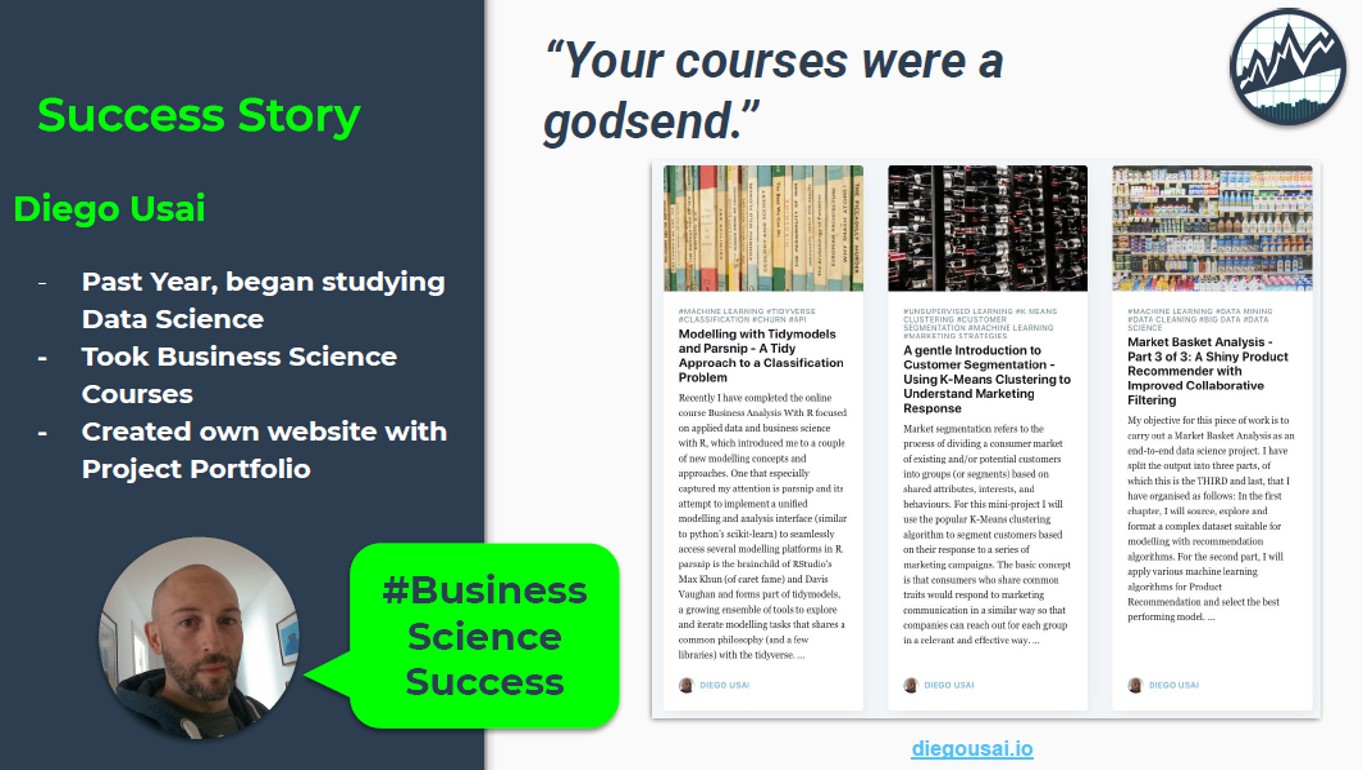 Success Story
Diego Usai
- Past Year, began studying
Data Science
- Took Business Science
Courses
- Created own website with
Project Portfolio
#Business
Science
Success
“Your courses were a
godsend.”
#MACHINE LEARNING #TIDYVERSE
#CLASSIFICATION #CHURN #API
Modelling with Tidymodels
and Parsnip - A Tidy
Approach to a Classification
Problem
Recently I have completed the online
course Business Analysis With R focused
on applied data and business science
with R, which introduced me to a couple
of new modelling concepts and
approaches. One that especially
captured my attention is parsnip and its
attempt to implement a unified
modelling and analysis interface (similar
to python's scikit-learn) to seamlessly
access several modelling platforms in R.
parsnip is the brainchild of RStudio's
Max Khun (of caret fame) and Davis
Vaughan and forms part of tidymodels,
a growing ensemble of tools to explore
and iterate modelling tasks that shares a
common philosophy (and a few
libraries) with the tidyverse. ...
DIEGO USAI
#UNSUPERVISED LEARNING #K MEANS
CLUSTERING #CUSTOMER
SEGMENTATION #MACHINE LEARNING
#MARKETING STRATEGIES
A gentle Introduction to
Customer Segmentation -
Using K-Means Clustering to
Understand Marketing
Response
Market segmentation refers to the
process of dividing a consumer market
of existing and/or potential customers
into groups (or segments) based on
shared attributes, interests, and
behaviours. For this mini-project I will
use the popular K-Means clustering
algorithm to segment customers based
on their response to a series of
marketing campaigns. The basic concept
is that consumers who share common
traits would respond to marketing
communication in a similar way so that
companies can reach out for each group
in a relevant and effective way. ...
DIEGO USAI
#MACHINE LEARNING #DATA MINING
#DATA CLEANING #BIG DATA #DATA
SCIENCE
Market Basket Analysis -
Part 3 of 3: A Shiny Product
Recommender with
Improved Collaborative
Filtering
My objective for this piece of work is to
carry out a Market Basket Analysis as an
end-to-end data science project. I have
split the output into three parts, of
which this is the THIRD and last, that I
have organised as follows: In the first
chapter, I will source, explore and
format a complex dataset suitable for
modelling with recommendation
algorithms. For the second part, I will
apply various machine learning
algorithms for Product
Recommendation and select the best
performing model. ...
DIEGO USAI
diegousai.io